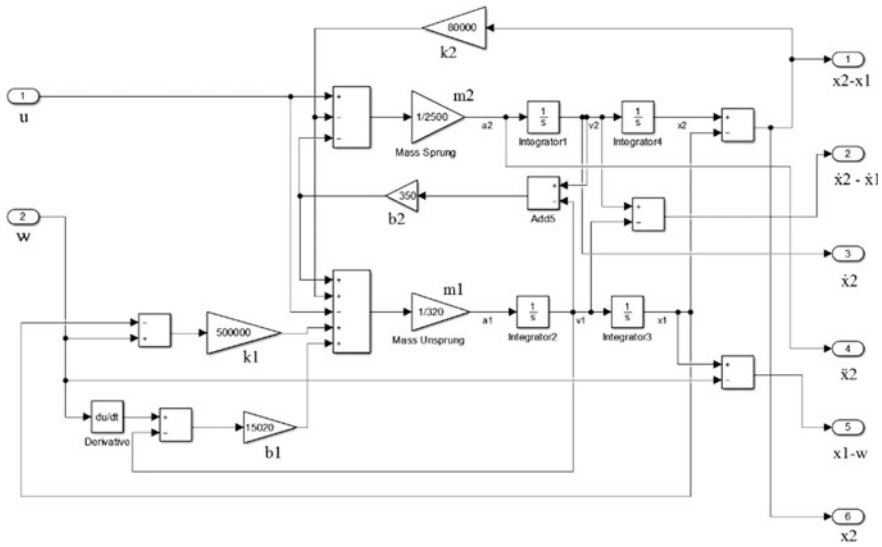 80000
k2
1
x2-x1
1
u
+
-
-
1/2500
m2
Mass Sprung
a2
1
s
Integrator1
v2
1
s
Integrator4
x2
+
-
2
ẋ2 - ẋ1
350
b2
+
-
Add5
+
-
2
w
3
ẋ2
+
+
-
+
+
1/320
m1
Mass Unsprung
a1
1
s
Integrator2
v1
1
s
Integrator3
x1
-
+
500000
k1
4
ẍ2
+
-
du/dt
Derivative
+
-
15020
b1
5
x1-w
6
x2